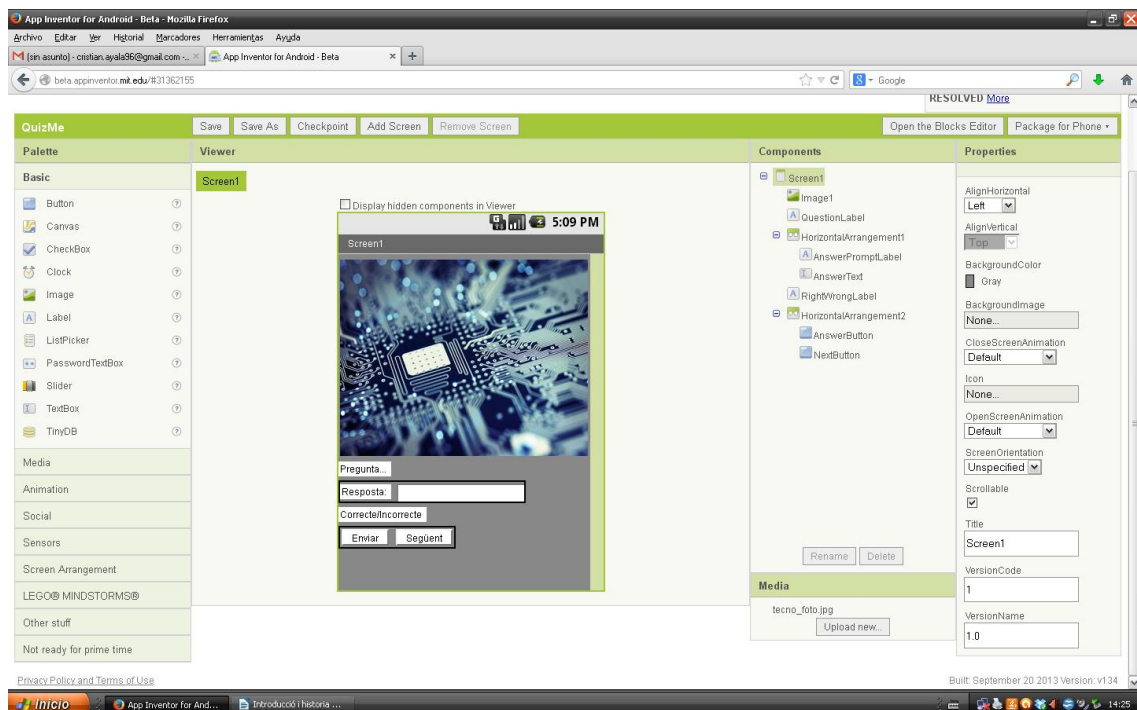 App Inventor for Android - Beta - Mozilla Firefox
Archivo Editar Ver Historial Marcadores Herramientas Ayuda
(sin asunto) - cristian.ayala96@gmail.com -...
App Inventor for Android - Beta
beta.appinventor.mit.edu/#31362155
Google
RESOLVED More
QuizMe
Save Save As Checkpoint Add Screen Remove Screen
Open the Blocks Editor Package for Phone
Palette
Basic
Button
Canvas
CheckBox
Clock
Image
Label
ListPicker
PasswordTextBox
Slider
TextBox
TinyDB
Media
Animation
Social
Sensors
Screen Arrangement
LEGO® MINDSTORMS®
Other stuff
Not ready for prime time
Viewer
Screen1
Display hidden components in Viewer
5:09 PM
Screen1
Pregunta...
Resposta:
Correcte/Incorrecte
Enviar Següent
Components
Screen1
Image1
QuestionLabel
HorizontalArrangement1
AnswerPromptLabel
AnswerText
RightWrongLabel
HorizontalArrangement2
AnswerButton
NextButton
Rename Delete
Media
tecno_foto.jpg
Upload new...
Properties
AlignHorizontal
Left
AlignVertical
Top
BackgroundColor
Gray
BackgroundImage
None...
CloseScreenAnimation
Default
Icon
None...
OpenScreenAnimation
Default
ScreenOrientation
Unspecified
Scrollable
Title
Screen1
VersionCode
1
VersionName
1.0
Privacy Policy and Terms of Use
Built: September 20 2013 Version: v134
Inicio
App Inventor for And...
Introducció i historia ...
14:25